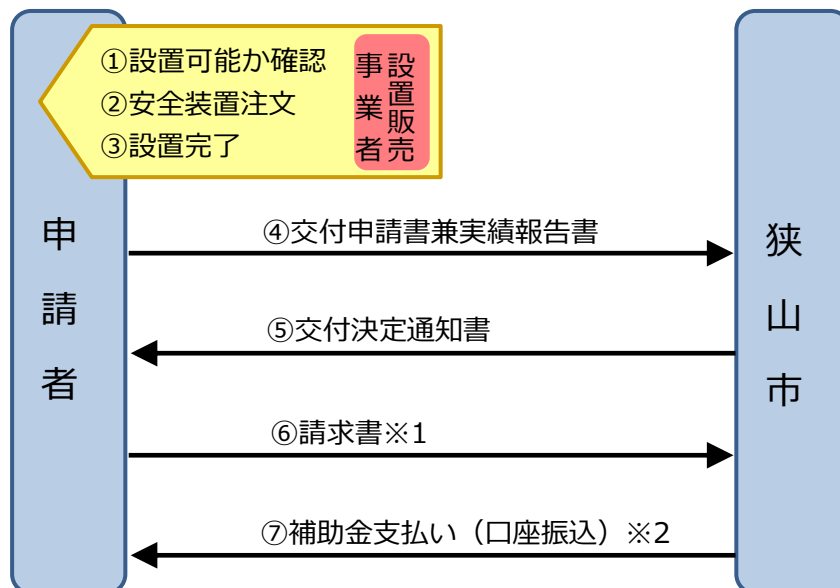 ①設置可能か確認
②安全装置注文
③設置完了
設置販売
事業者
申請者
狭山市
④交付申請書兼実績報告書
⑤交付決定通知書
⑥請求書※1
⑦補助金支払い（口座振込）※2